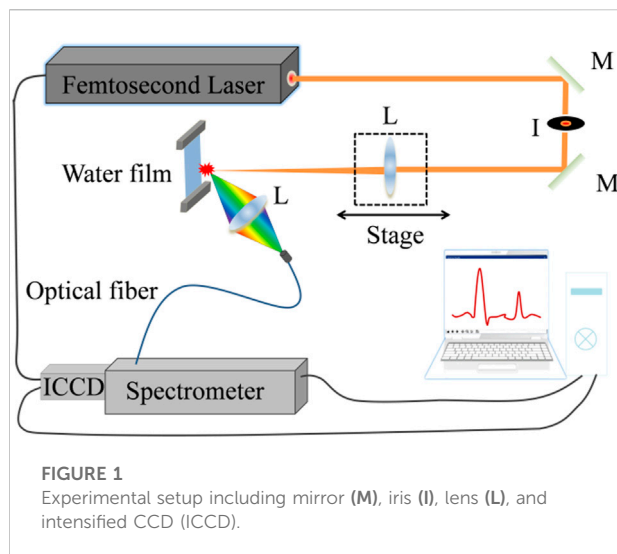 Femtosecond Laser
M
I
L
Water film
M
L
Stage
Optical fiber
ICCD
Spectrometer
FIGURE 1
Experimental setup including mirror (M), iris (I), lens (L), and
intensified CCD (ICCD).